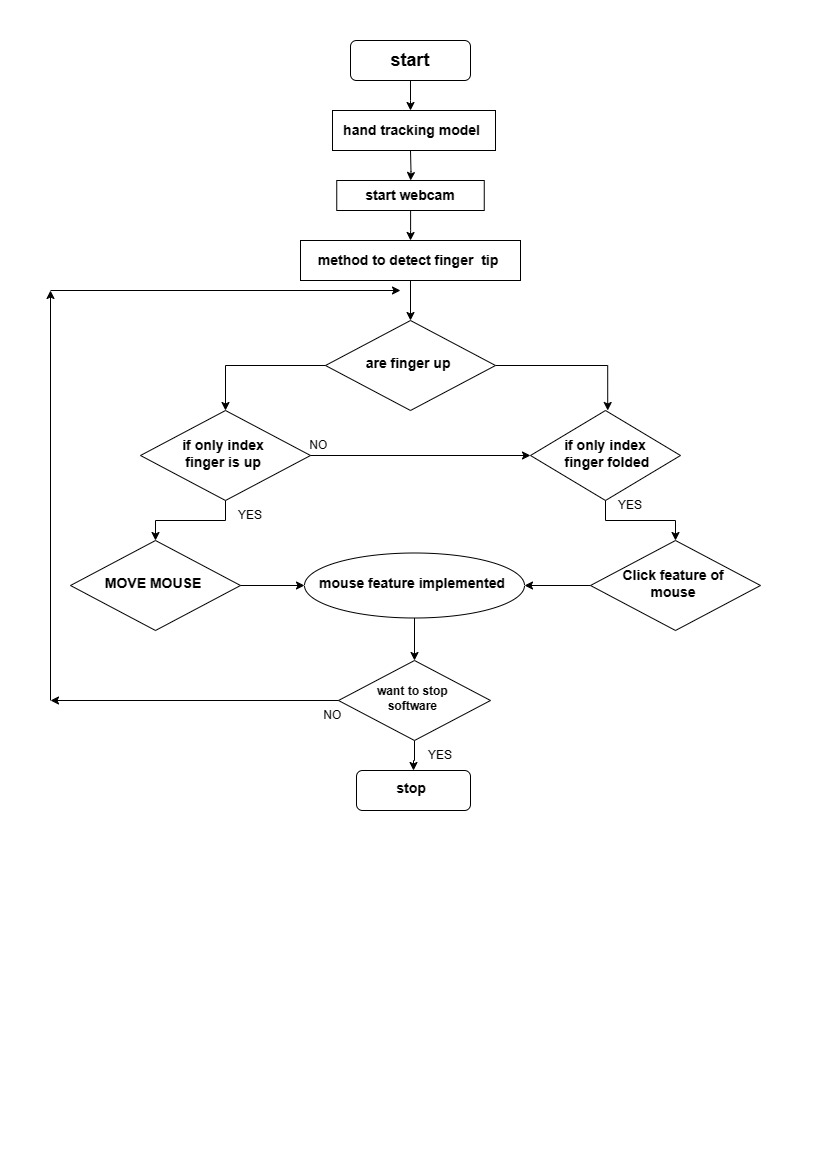 start
hand tracking model
start webcam
method to detect finger  tip
are finger up
if only index
finger is up
NO
if only index
finger folded
YES
YES
MOVE MOUSE
mouse feature implemented
Click feature of
mouse
want to stop
software
NO
YES
stop